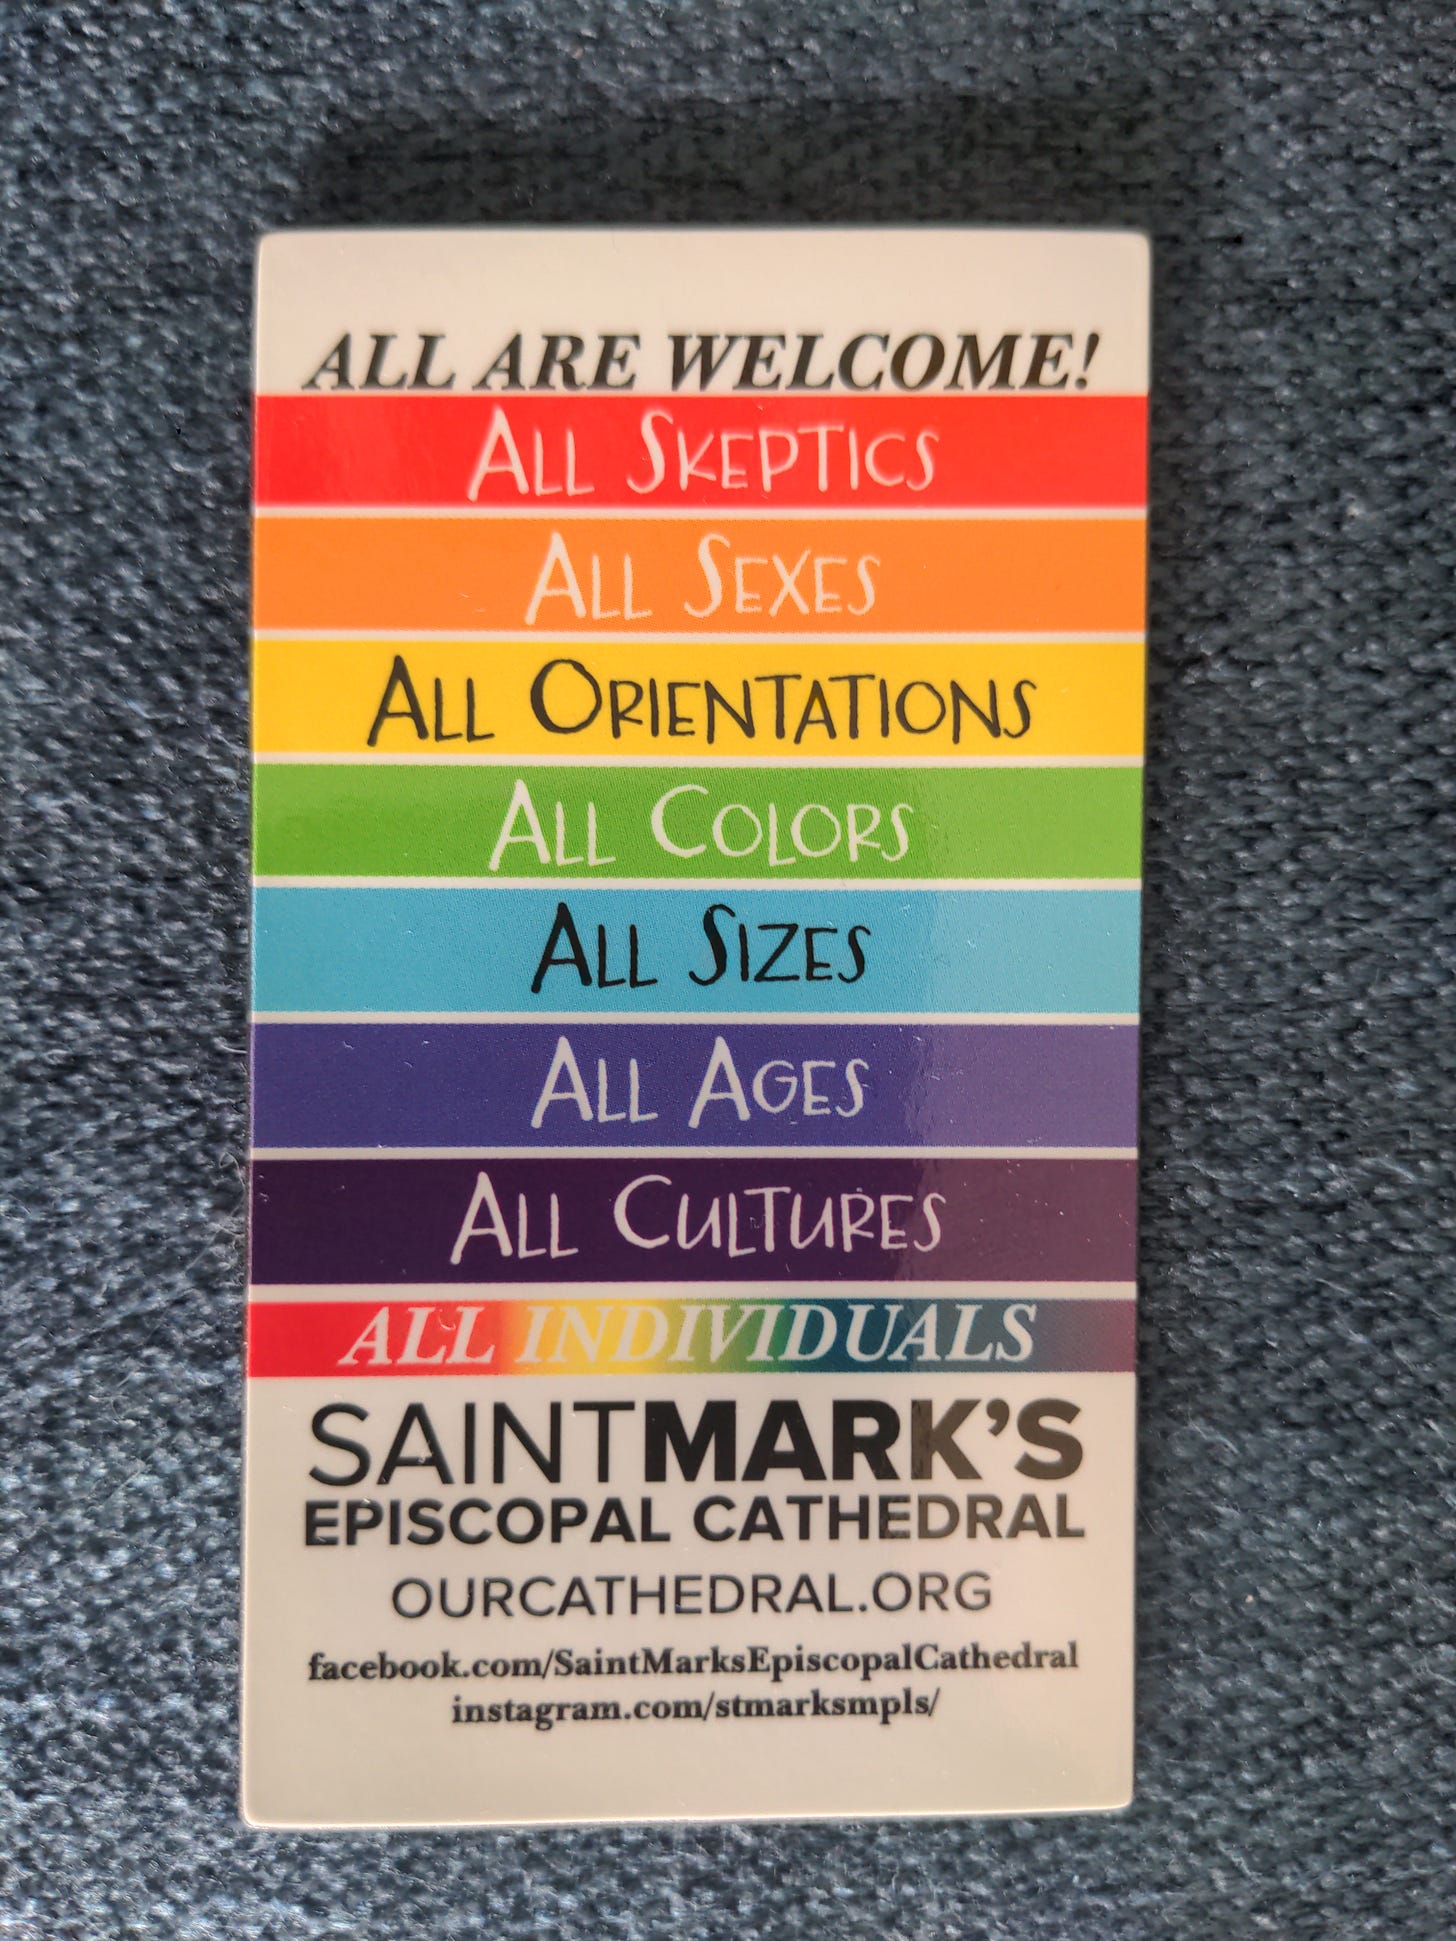 ALL ARE WELCOME!
ALL SKEPTICS
ALL SEXES
ALL ORIENTATIONS
ALL COLORS
ALL SIZES
ALL AGES
ALL CULTURES
ALL INDIVIDUALS
SAINTMARK'S
EPISCOPAL CATHEDRAL
OURCATHEDRAL.ORG
facebook.com/SaintMarksEpiscopalCathedral
instagram.com/stmarksmpls/